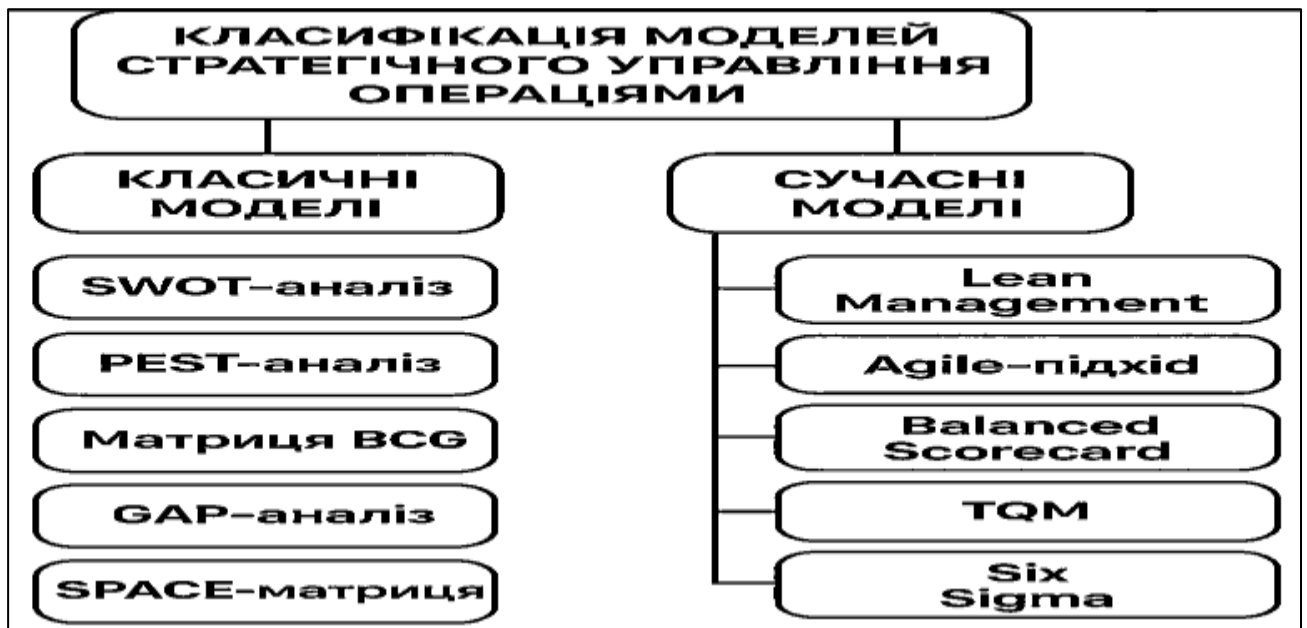 КЛАСИФІКАЦІЯ МОДЕЛЕЙ
СТРАТЕГІЧНОГО УПРАВЛІННЯ
ОПЕРАЦІЯМИ
КЛАСИЧНІ
МОДЕЛІ
SWOT–аналіз
PEST–аналіз
Матриця BCG
GAP–аналіз
SPACE–матриця
СУЧАСНІ
МОДЕЛІ
Lean
Management
Agile–підхід
Balanced
Scorecard
TQM
Six
Sigma